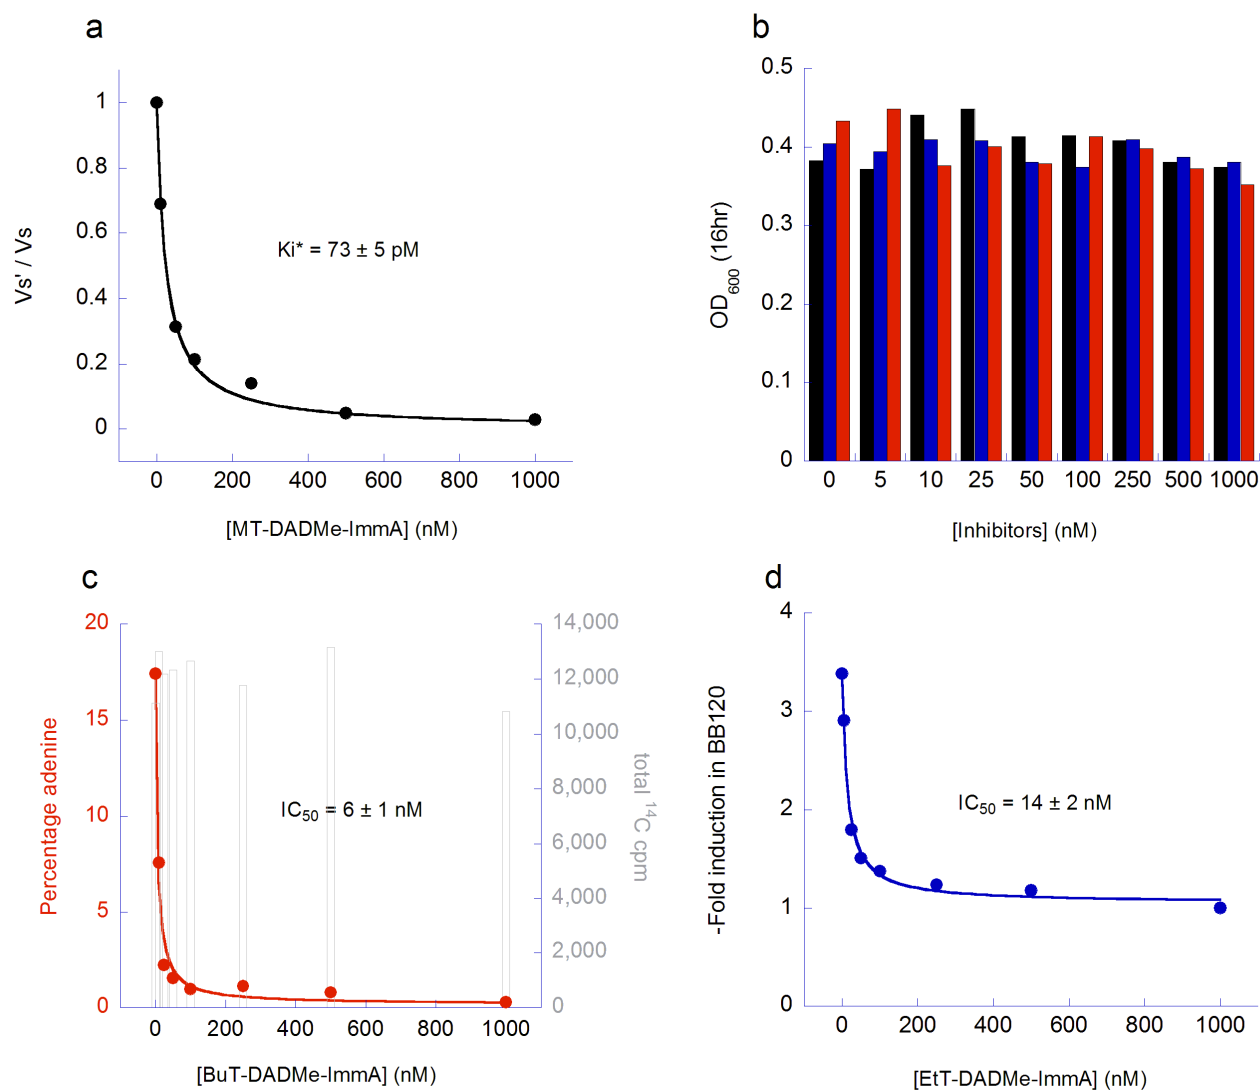 a
Vs' / Vs
1
0.8
0.6
0.4
0.2
0
Ki* = 73 ± 5 pM
0 200 400 600 800 1000
[MT-DADMe-ImmA] (nM)
b
OD600 (16hr)
0.5
0.4
0.3
0.2
0.1
0
0 5 10 25 50 100 250 500 1000
[Inhibitors] (nM)
c
Percentage adenine
20
15
10
5
0
IC50 = 6 ± 1 nM
14,000
12,000
10,000
8,000
6,000
4,000
2,000
0
total 14C cpm
0 200 400 600 800 1000
[BuT-DADMe-ImmA] (nM)
d
-Fold induction in BB120
4
3
2
1
0
IC50 = 14 ± 2 nM
0 200 400 600 800 1000
[EtT-DADMe-ImmA] (nM)